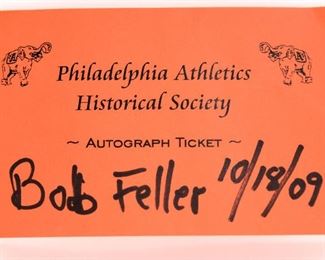 Philadelphia Athletics
Historical Society
~ AUTOGRAPH TICKET ~
Bob Feller 10/18/09